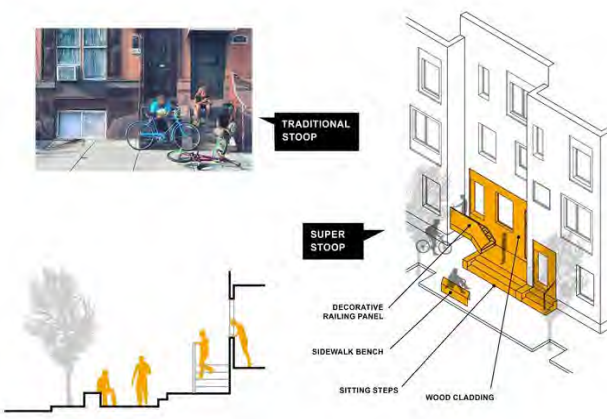 TRADITIONAL
STOOP
SUPER
STOOP
DECORATIVE
RAILING PANEL
SIDEWALK BENCH
SITTING STEPS
WOOD CLADDING